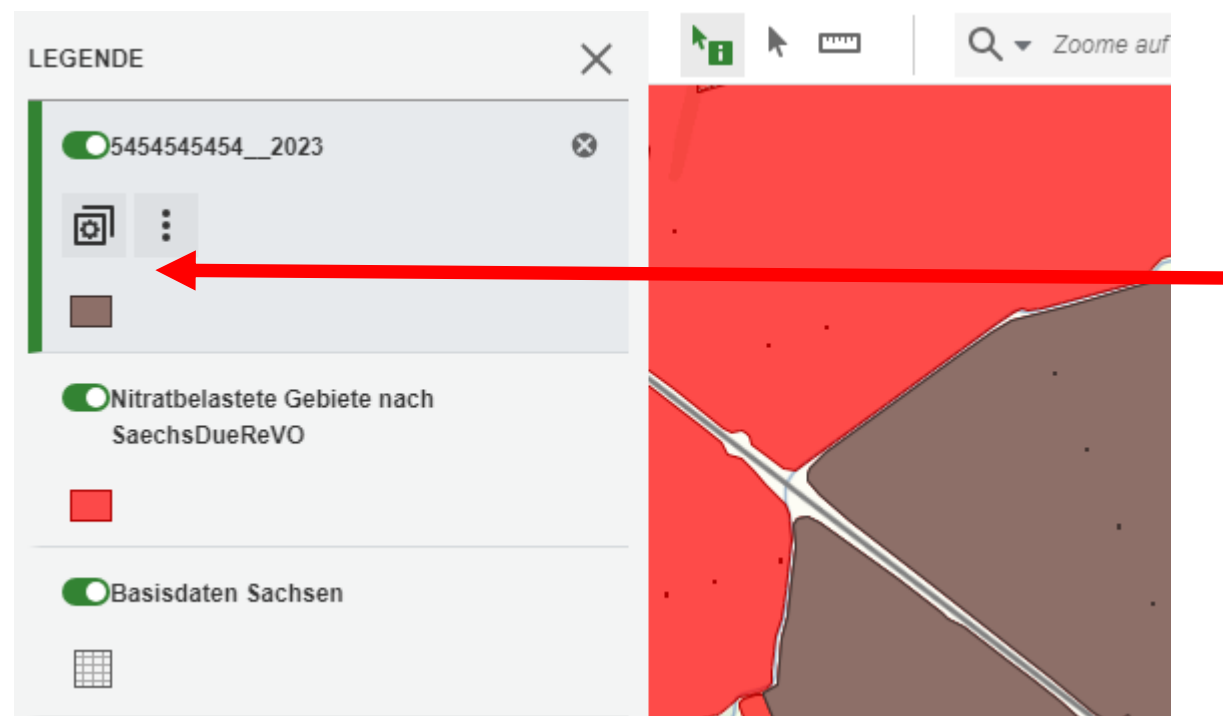 LEGENDE
Zoome auf
5454545454__2023
Nitratbelastete Gebiete nach
SaechsDueReVO
Basisdaten Sachsen